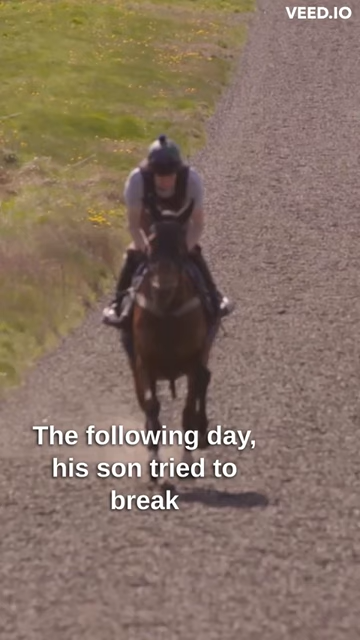 VEED.IO
The following day,
his son tried to
break